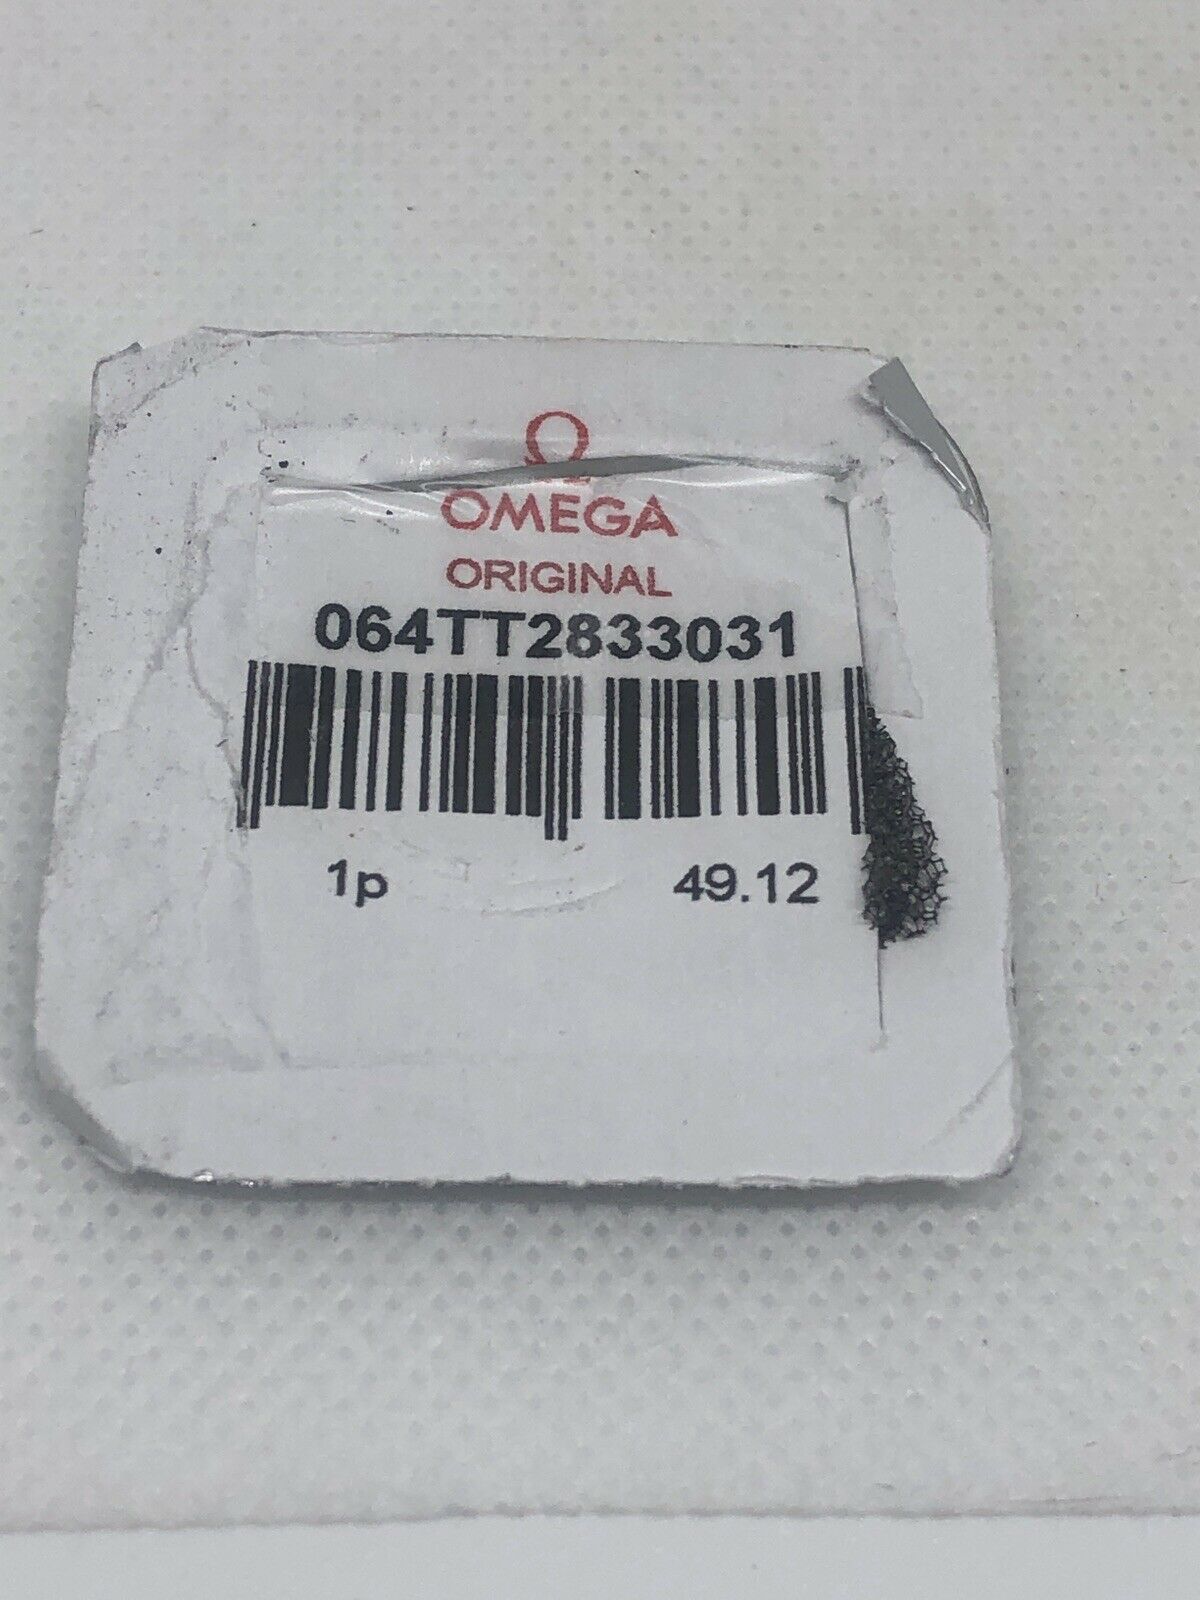 Ω
OMEGA
ORIGINAL
064TT2833031
1p 49.12